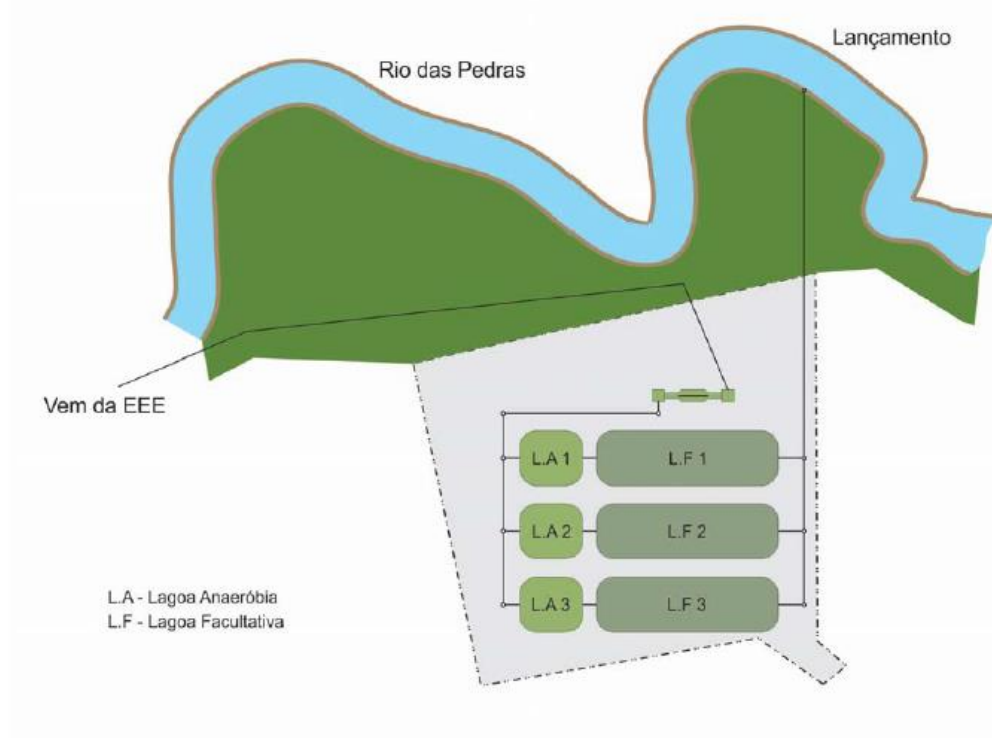 Lançamento
Rio das Pedras
Vem da EEE
L.A 1
L.F 1
L.A 2
L.F 2
L.A 3
L.F 3
L.A - Lagoa Anaeróbia
L.F - Lagoa Facultativa